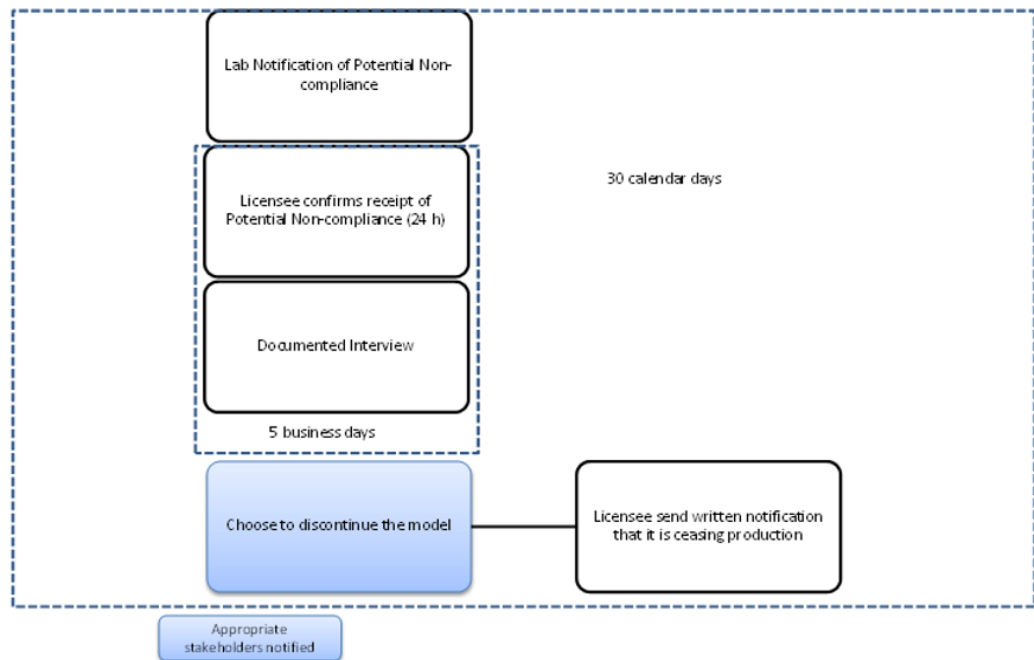 Lab Notification of Potential Non-
compliance
30 calendar days
Licensee confirms receipt of
Potential Non-compliance (24 h)
Documented Interview
5 business days
Choose to discontinue the model
Licensee send written notification
that it is ceasing production
Appropriate
stakeholders notified